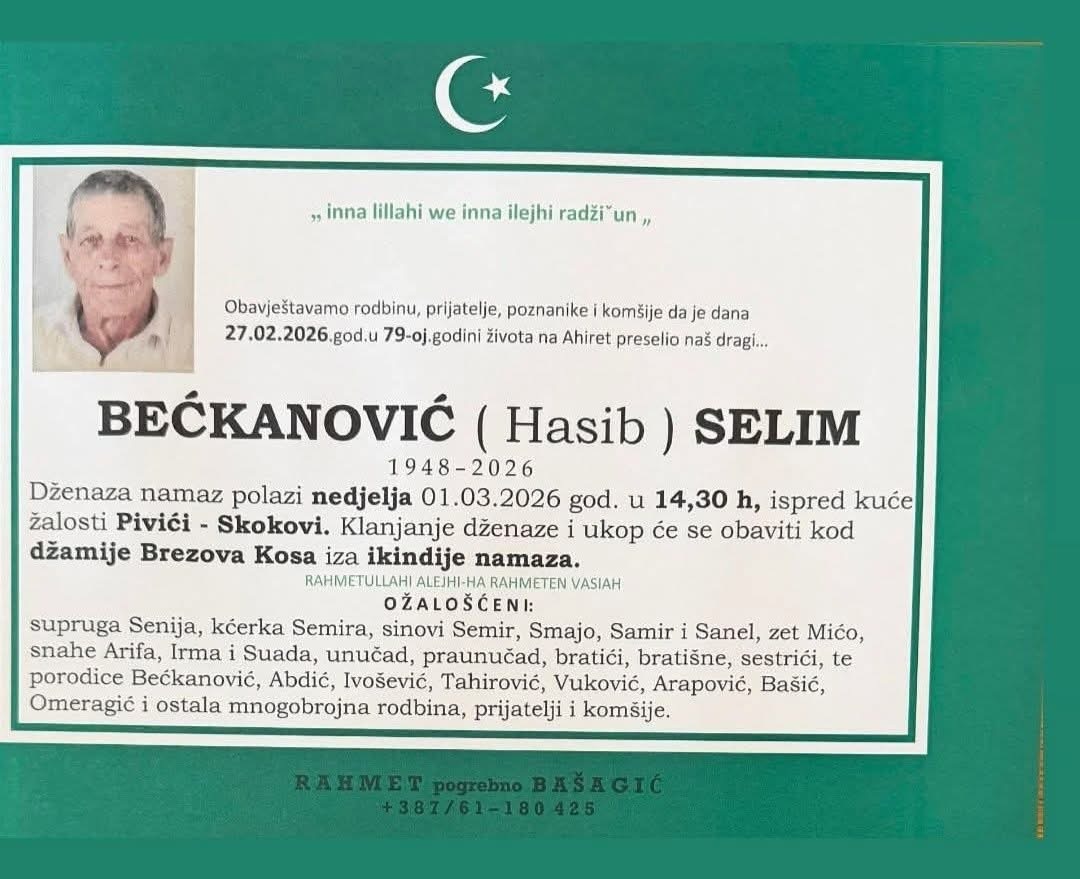 „ inna lillahi we inna ilejhi radžiˇun „
Obavještavamo rodbinu, prijatelje, poznanike i komšije da je dana
27.02.2026.god.u 79-oj.godini života na Ahiret preselio naš dragi...
BEĆKANOVIĆ ( Hasib ) SELIM
1948-2026
Dženaza namaz polazi nedjelja 01.03.2026 god. u 14,30 h, ispred kuće
žalosti Pivići - Skokovi. Klanjanje dženaze i ukop će se obaviti kod
džamije Brezova Kosa iza ikindije namaza.
RAHMETULLAHI ALEJHI-HA RAHMETEN VASIAH
OŽALOŠĆENI:
supruga Senija, kćerka Semira, sinovi Semir, Smajo, Samir i Sanel, zet Mićo,
snahe Arifa, Irma i Suada, unučad, praunučad, bratići, bratišne, sestrići, te
porodice Bećkanović, Abdić, Ivošević, Tahirović, Vuković, Arapović, Bašić,
Omeragić i ostala mnogobrojna rodbina, prijatelji i komšije.
RAHMET pogrebno BAŠAGIĆ
+387/61-180 425